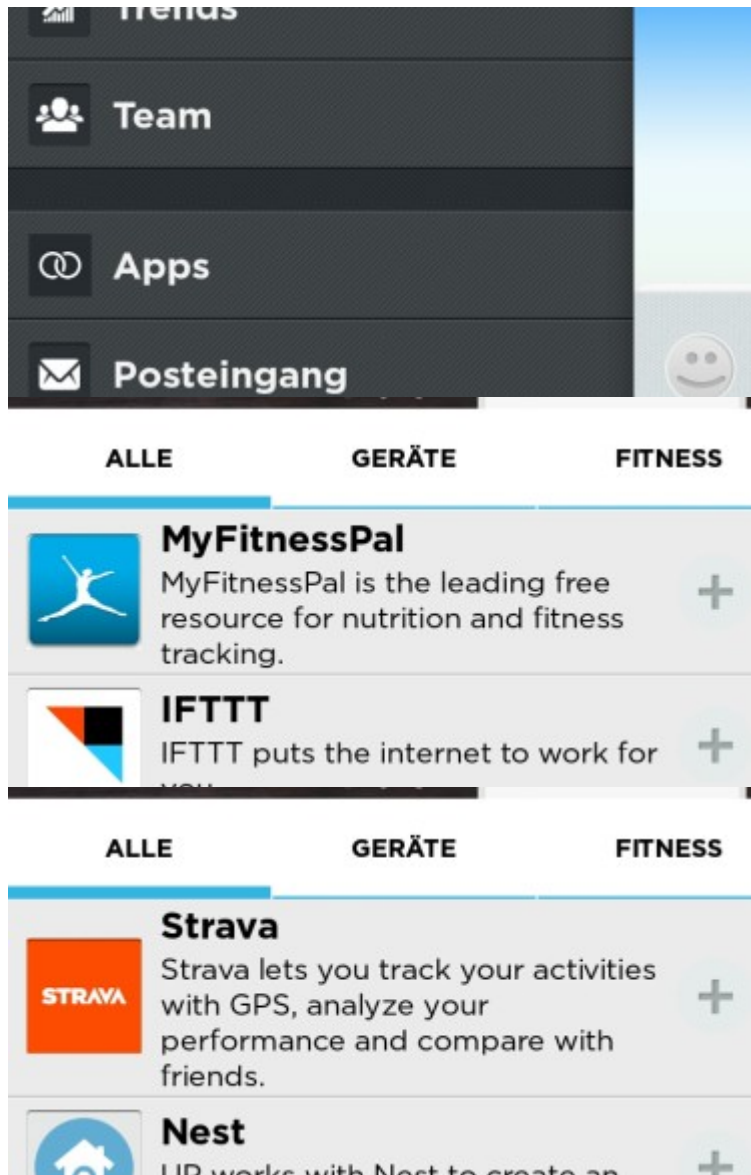 Trends
Team
Apps
Posteingang
ALLE GERÄTE FITNESS
MyFitnessPal
MyFitnessPal is the leading free
resource for nutrition and fitness
tracking.
IFTTT
IFTTT puts the internet to work for
you
ALLE GERÄTE FITNESS
Strava
STRAVA
Strava lets you track your activities
with GPS, analyze your
performance and compare with
friends.
Nest
UP works with Nest to create an